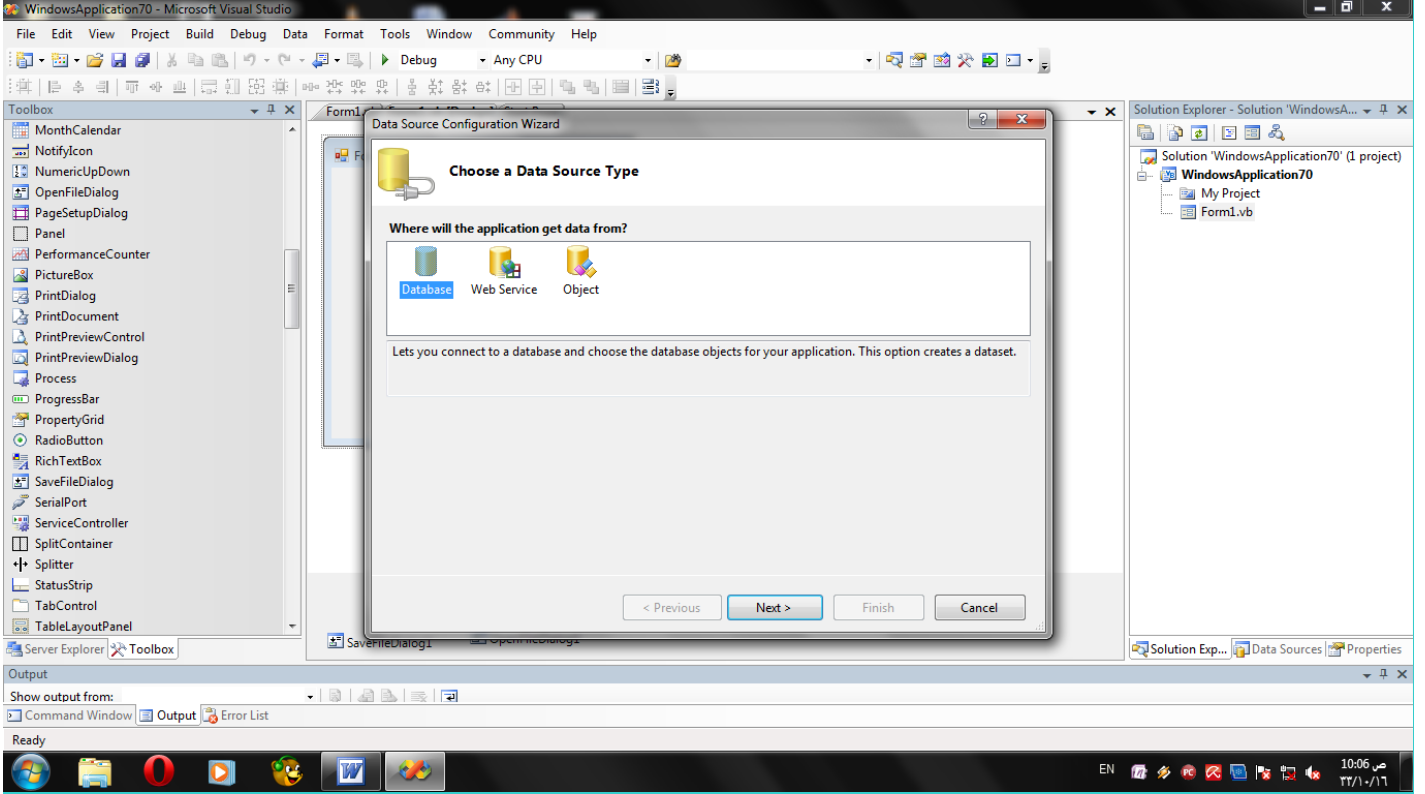 WindowsApplication70 - Microsoft Visual Studio
File Edit View Project Build Debug Data Format Tools Window Community Help
Debug Any CPU
Toolbox
MonthCalendar
NotifyIcon
NumericUpDown
OpenFileDialog
PageSetupDialog
Panel
PerformanceCounter
PictureBox
PrintDialog
PrintDocument
PrintPreviewControl
PrintPreviewDialog
Process
ProgressBar
PropertyGrid
RadioButton
RichTextBox
SaveFileDialog
SerialPort
ServiceController
SplitContainer
Splitter
StatusStrip
TabControl
TableLayoutPanel
Server Explorer Toolbox
Data Source Configuration Wizard
Choose a Data Source Type
Where will the application get data from?
Database Web Service Object
Lets you connect to a database and choose the database objects for your application. This option creates a dataset.
< Previous Next > Finish Cancel
SaveFileDialog1 OpenFileDialog1
Solution Explorer - Solution 'WindowsA...
Solution 'WindowsApplication70' (1 project)
WindowsApplication70
My Project
Form1.vb
Solution Exp... Data Sources Properties
Output
Show output from:
Command Window Output Error List
Ready
EN
10:06 ص
٣٣/١٠/١٦